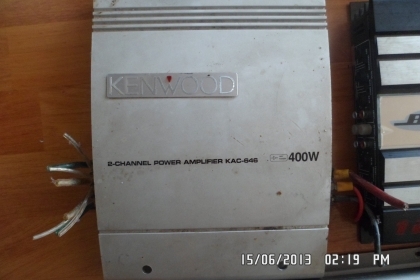 KENWOOD
2-CHANNEL POWER AMPLIFIER KAC-646
400W
15/06/2013 02:19 PM